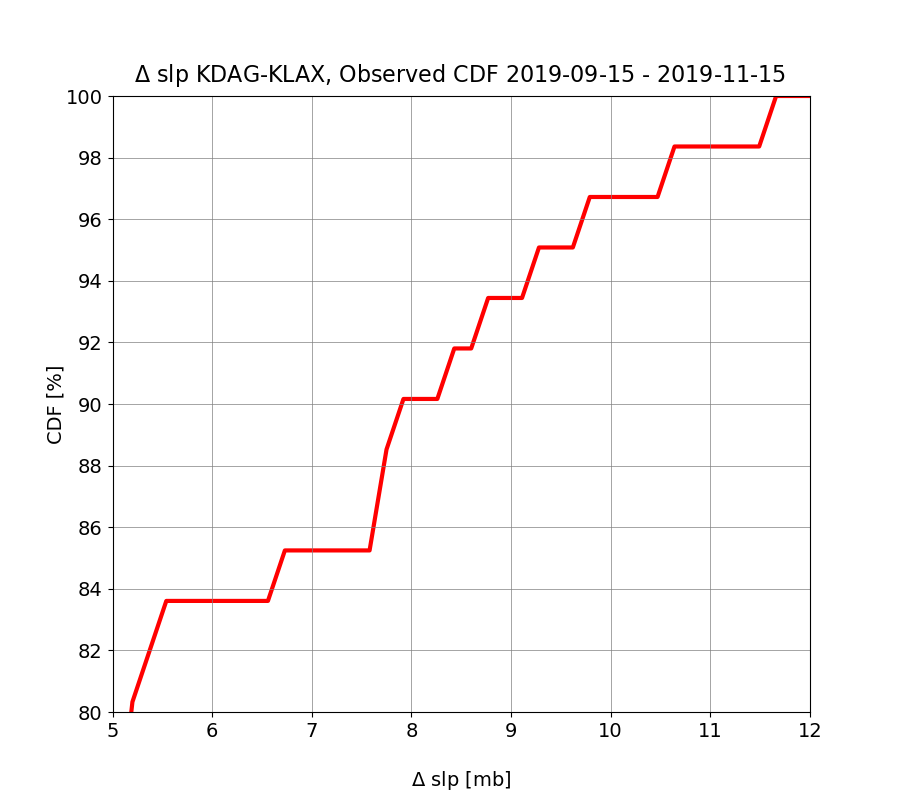 Δ slp KDAG-KLAX, Observed CDF 2019-09-15 - 2019-11-15
100
98
96
94
92
90
88
86
84
82
80
CDF [%]
5 6 7 8 9 10 11 12
Δ slp [mb]